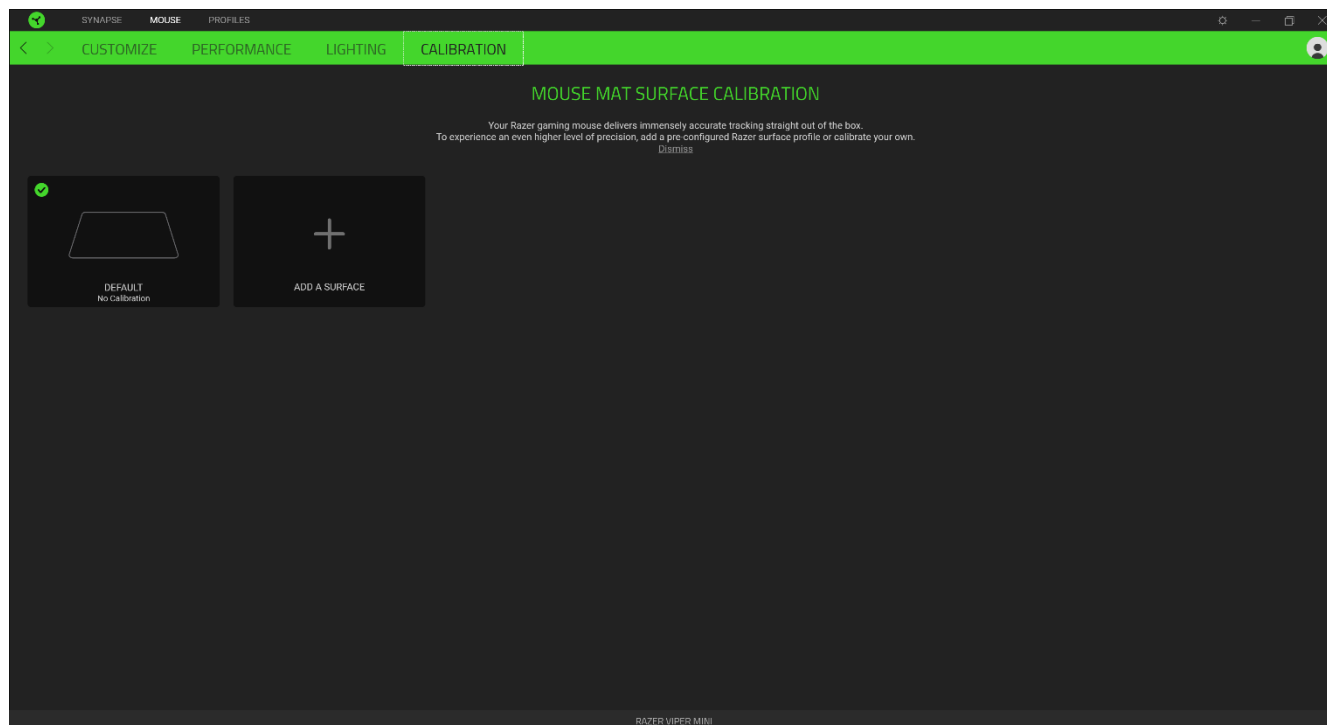 SYNAPSE MOUSE PROFILES
CUSTOMIZE PERFORMANCE LIGHTING CALIBRATION
MOUSE MAT SURFACE CALIBRATION
Your Razer gaming mouse delivers immensely accurate tracking straight out of the box.
To experience an even higher level of precision, add a pre-configured Razer surface profile or calibrate your own.
Dismiss
DEFAULT
No Calibration
ADD A SURFACE
RAZER VIPER MINI